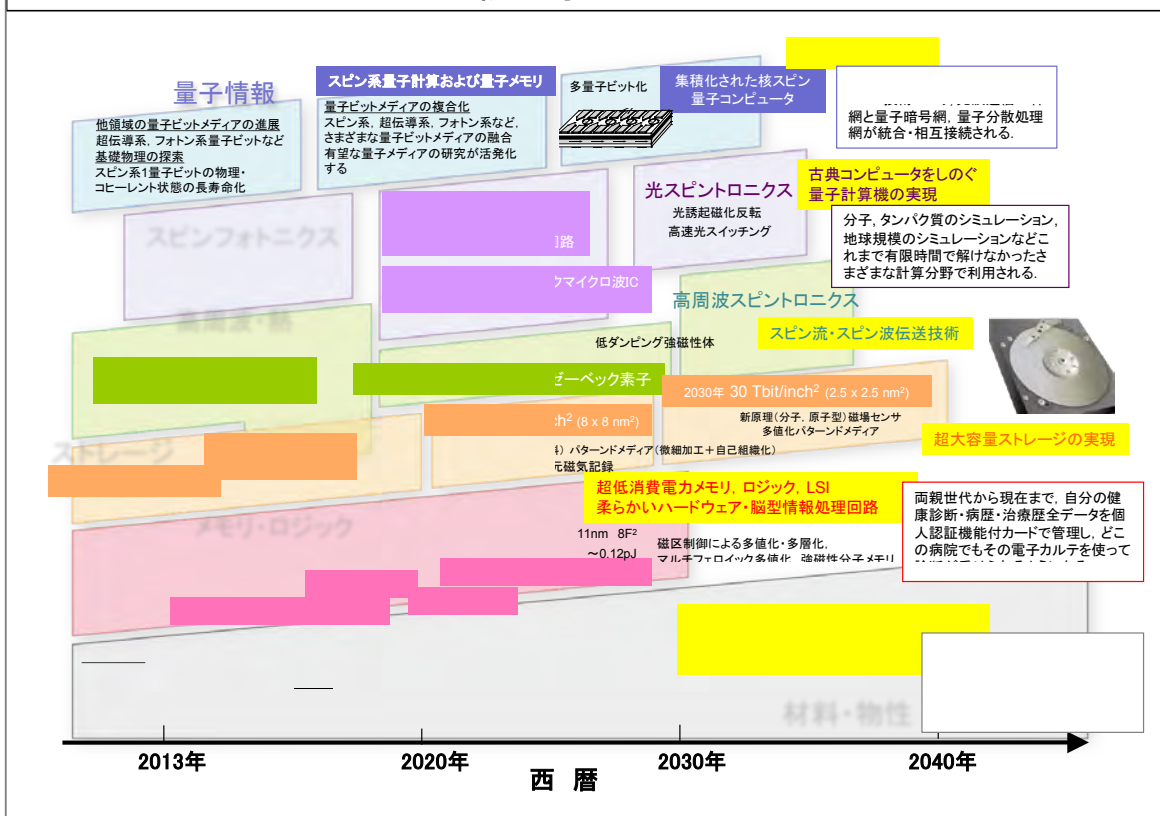 量子情報
他領域の量子ビットメディアの進展
超伝導系, フォトン系量子ビットなど
基礎物理の探索
スピン系1量子ビットの物理・
コヒーレント状態の長寿命化
スピン系量子計算および量子メモリ
量子ビットメディアの複合化
スピン系, 超伝導系, フォトン系など,
さまざまな量子ビットメディアの融合
有望な量子メディアの研究が活発化
する
多量子ビット化
集積化された核スピン
量子コンピュータ
網と量子暗号網, 量子分散処理
網が統合・相互接続される.
古典コンピュータをしのぐ
量子計算機の実現
分子, タンパク質のシミュレーション,
地球規模のシミュレーションなどこ
れまで有限時間で解けなかったさ
まざまな計算分野で利用される.
スピンフォトニクス
路
マイクロ波IC
光スピントロニクス
光誘起磁化反転
高速光スイッチング
高周波・熱
高周波スピントロニクス
低ダンピング強磁性体
スピン流・スピン波伝送技術
ゼーベック素子
ストレージ
ch² (8 x 8 nm²)
パターンドメディア(微細加工+自己組織化)
元磁気記録
2030年 30 Tbit/inch² (2.5 x 2.5 nm²)
新原理(分子, 原子型)磁場センサ
多値化パターンドメディア
超大容量ストレージの実現
メモリ・ロジック
超低消費電力メモリ, ロジック, LSI
柔らかいハードウェア・脳型情報処理回路
11nm 8F²
~0.12pJ
磁区制御による多値化・多層化,
マルチフェロイック多値化, 強磁性分子メモリ
両親世代から現在まで, 自分の健
康診断・病歴・治療歴全データを個
人認証機能付カードで管理し, どこ
の病院でもその電子カルテを使って
材料・物性
2013年
2020年
2030年
2040年
西 暦